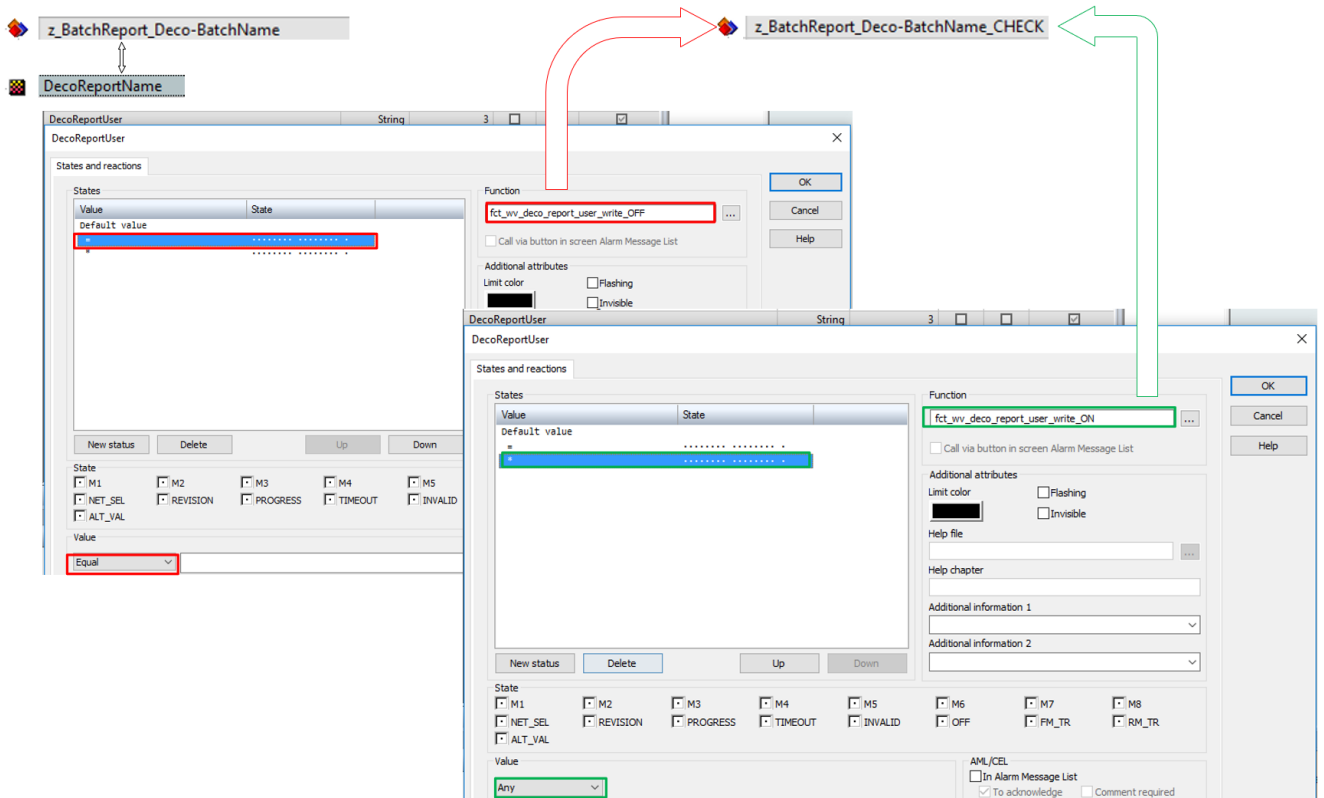 z_BatchReport_Deco-BatchName
z_BatchReport_Deco-BatchName_CHECK
DecoReportName
DecoReportUser String 3
DecoReportUser
States and reactions
States
Value State
Default value
=
*
Function
fct_wv_deco_report_user_write_OFF
...
Call via button in screen Alarm Message List
Additional attributes
Limit color
Flashing
Invisible
OK
Cancel
Help
New status Delete Up Down
State
M1 M2 M3 M4 M5
NET_SEL REVISION PROGRESS TIMEOUT INVALID
ALT_VAL
Value
Equal
DecoReportUser String 3
DecoReportUser
States and reactions
States
Value State
Default value
=
*
Function
fct_wv_deco_report_user_write_ON
...
Call via button in screen Alarm Message List
Additional attributes
Limit color
Flashing
Invisible
Help file
...
Help chapter
Additional information 1
Additional information 2
OK
Cancel
Help
New status Delete Up Down
State
M1 M2 M3 M4 M5 M6 M7 M8
NET_SEL REVISION PROGRESS TIMEOUT INVALID OFF FM_TR RM_TR
ALT_VAL
Value
Any
AML/CEL
In Alarm Message List
To acknowledge Comment required